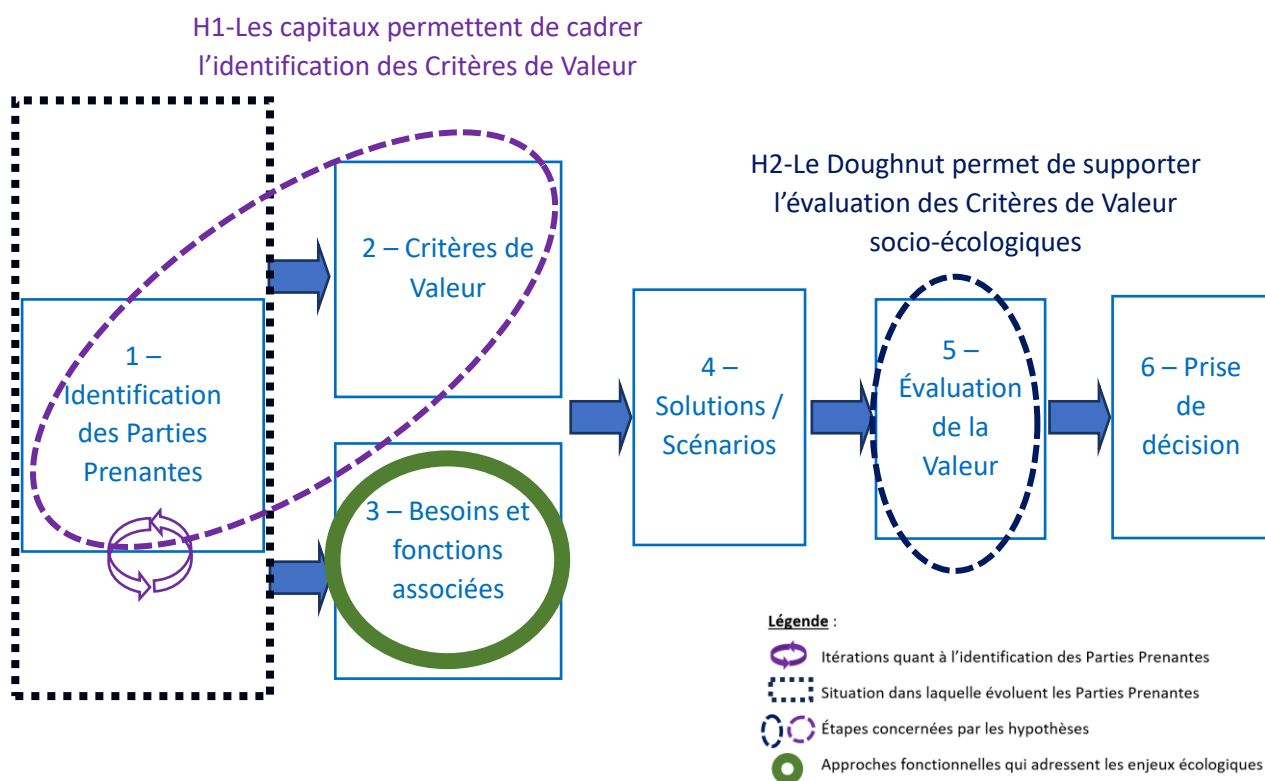 H1-Les capitaux permettent de cadrer
l’identification des Critères de Valeur
H2-Le Doughnut permet de supporter
l’évaluation des Critères de Valeur
socio-écologiques
1 –
Identification
des Parties
Prenantes
2 – Critères de
Valeur
3 – Besoins et
fonctions
associées
4 –
Solutions /
Scénarios
5 –
Évaluation
de la
Valeur
6 – Prise
de
décision
Légende :
Itérations quant à l’identification des Parties Prenantes
Situation dans laquelle évoluent les Parties Prenantes
Étapes concernées par les hypothèses
Approches fonctionnelles qui adressent les enjeux écologiques